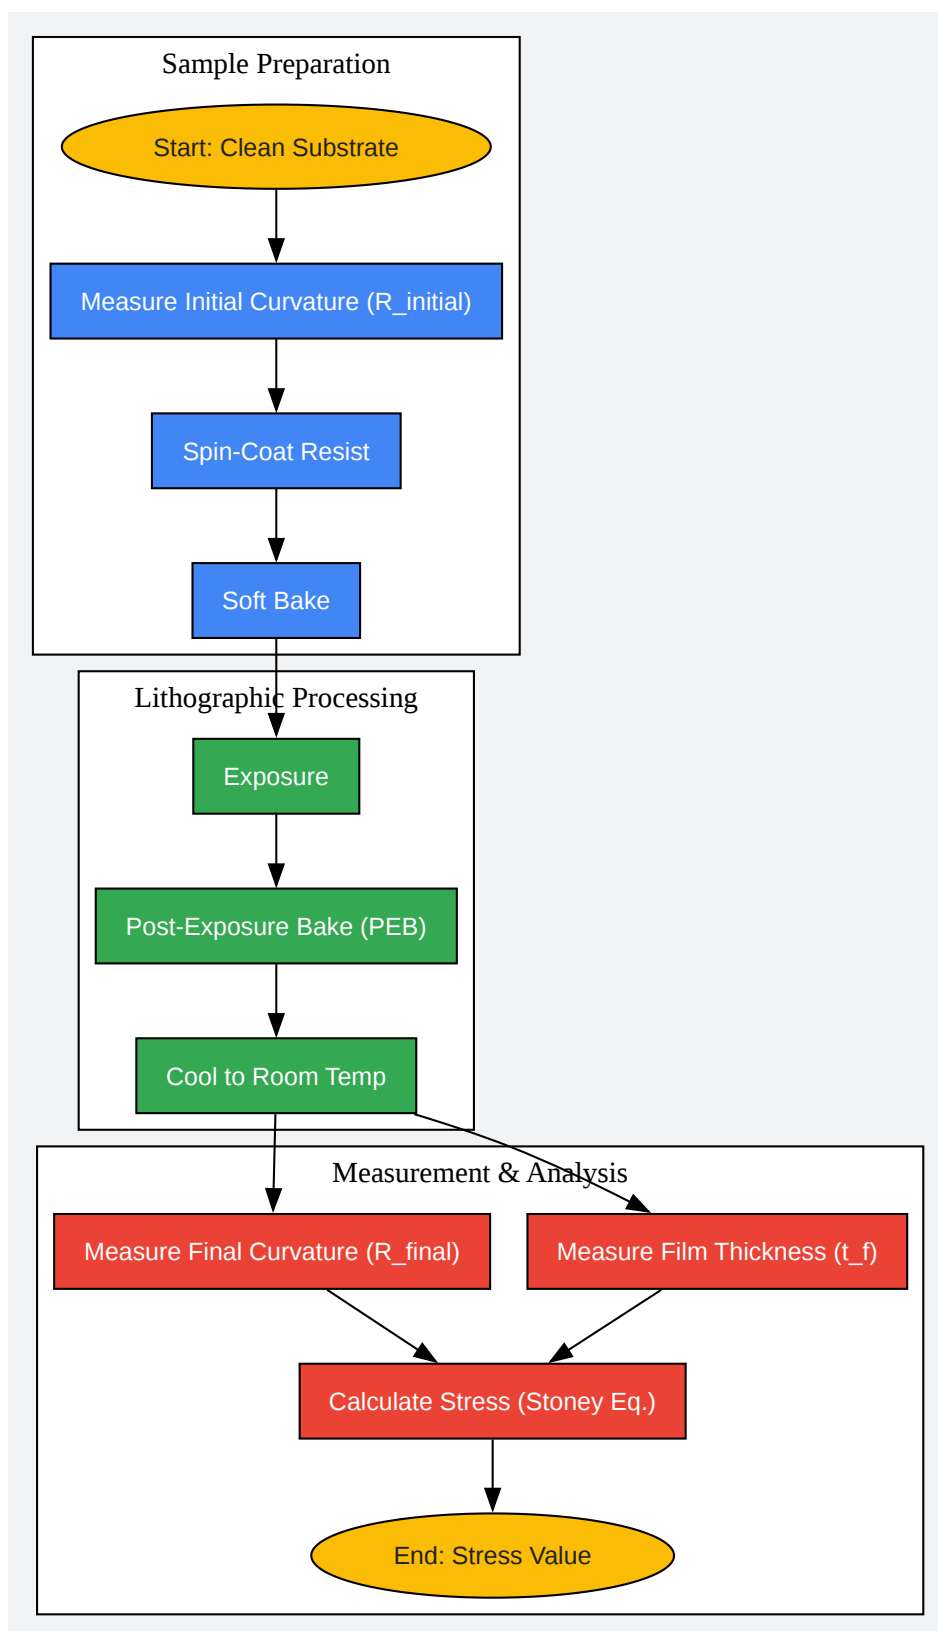 Sample Preparation
Start: Clean Substrate
Measure Initial Curvature (R_initial)
Spin-Coat Resist
Soft Bake
Lithographic Processing
Exposure
Post-Exposure Bake (PEB)
Cool to Room Temp
Measurement & Analysis
Measure Final Curvature (R_final)
Measure Film Thickness (t_f)
Calculate Stress (Stoney Eq.)
End: Stress Value